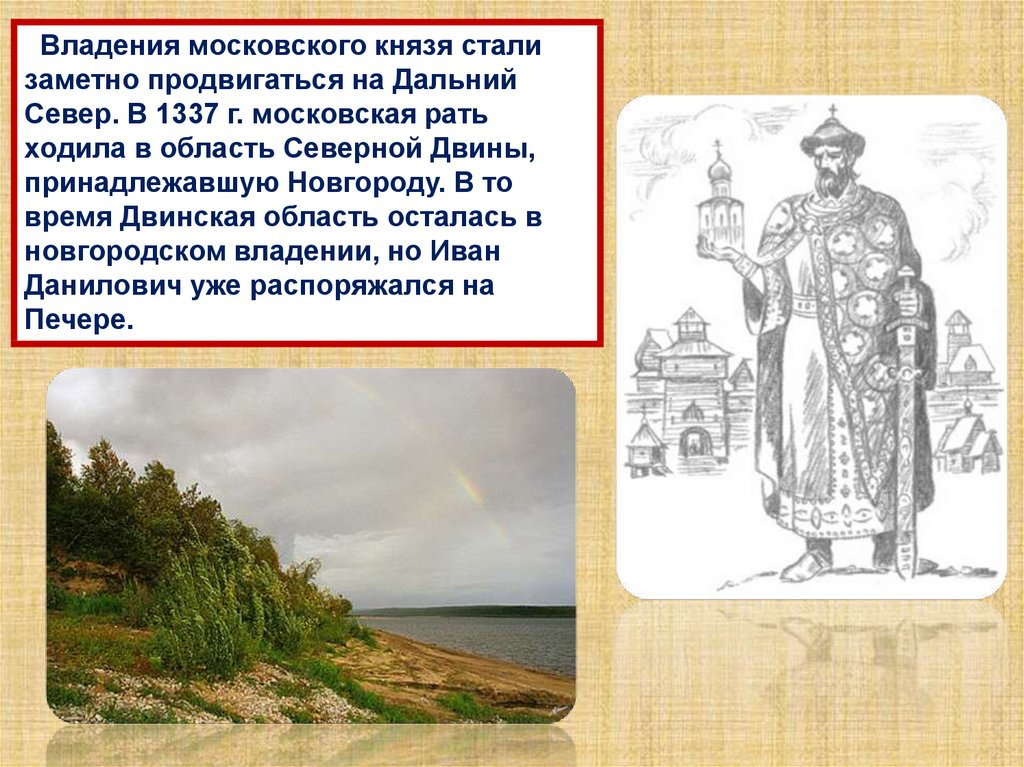 Владения московского князя стали
заметно продвигаться на Дальний
Север. В 1337 г. московская рать
ходила в область Северной Двины,
принадлежавшую Новгороду. В то
время Двинская область осталась в
новгородском владении, но Иван
Данилович уже распоряжался на
Печере.